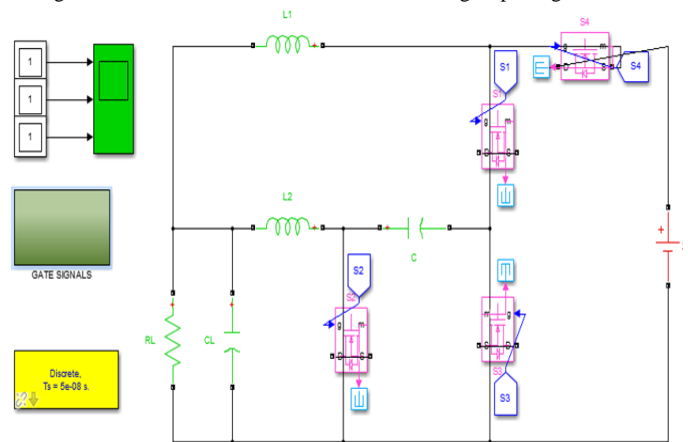 L1
S4
g
m
D
S
S4
1
1
1
S1
S1
g
m
D
S
L2
C
GATE SIGNALS
S2
S2
g
m
D
S
RL
CL
g
m
D
S
S3
S3
+
Discrete,
Ts = 5e-08 s.